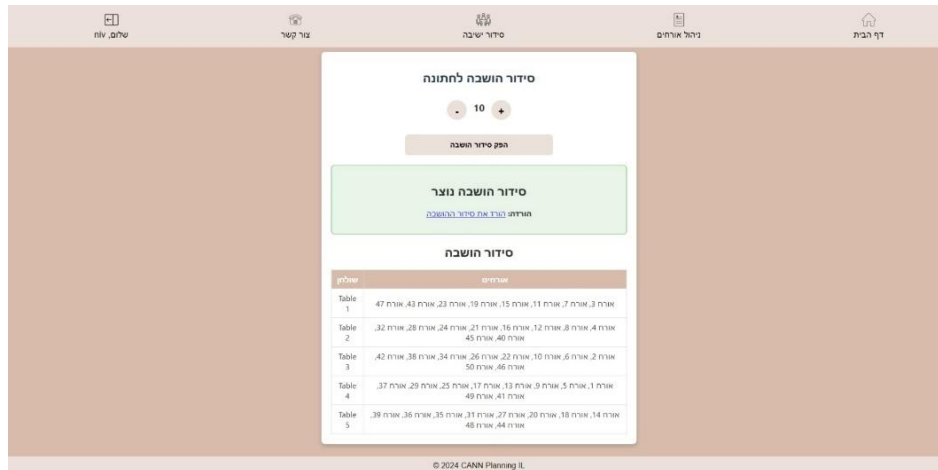 דף הבית
ניהול אורחים
סידור ישיבה
צור קשר
שלום, niv
סידור הושבה לחתונה
+ 10 -
הפק סידור הושבה
סידור הושבה נוצר
הורדה: הורד את סידור ההושבה
סידור הושבה
אורחים שולחן
Table
1
אורח 3, אורח 7, אורח 11, אורח 15, אורח 19, אורח 23, אורח 43, אורח 47
Table
2
אורח 4, אורח 8, אורח 12, אורח 16, אורח 21, אורח 24, אורח 28, אורח 32,
אורח 40, אורח 45
Table
3
אורח 2, אורח 6, אורח 10, אורח 22, אורח 26, אורח 34, אורח 38, אורח 42,
אורח 46, אורח 50
Table
4
אורח 1, אורח 5, אורח 9, אורח 13, אורח 17, אורח 25, אורח 29, אורח 37,
אורח 41, אורח 49
Table
5
אורח 14, אורח 18, אורח 20, אורח 27, אורח 31, אורח 35, אורח 36, אורח 39,
אורח 44, אורח 48
© 2024 CANN Planning IL